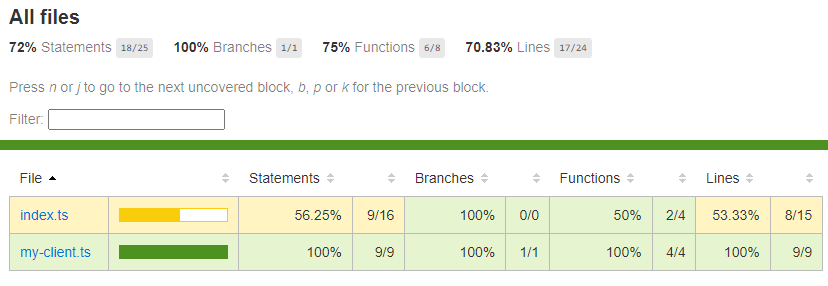 All files
72% Statements 18/25 100% Branches 1/1 75% Functions 6/8 70.83% Lines 17/24
Press n or j to go to the next uncovered block, b, p or k for the previous block.
Filter:
File Statements Branches Functions Lines
index.ts 56.25% 9/16 100% 0/0 50% 2/4 53.33% 8/15
my-client.ts 100% 9/9 100% 1/1 100% 4/4 100% 9/9